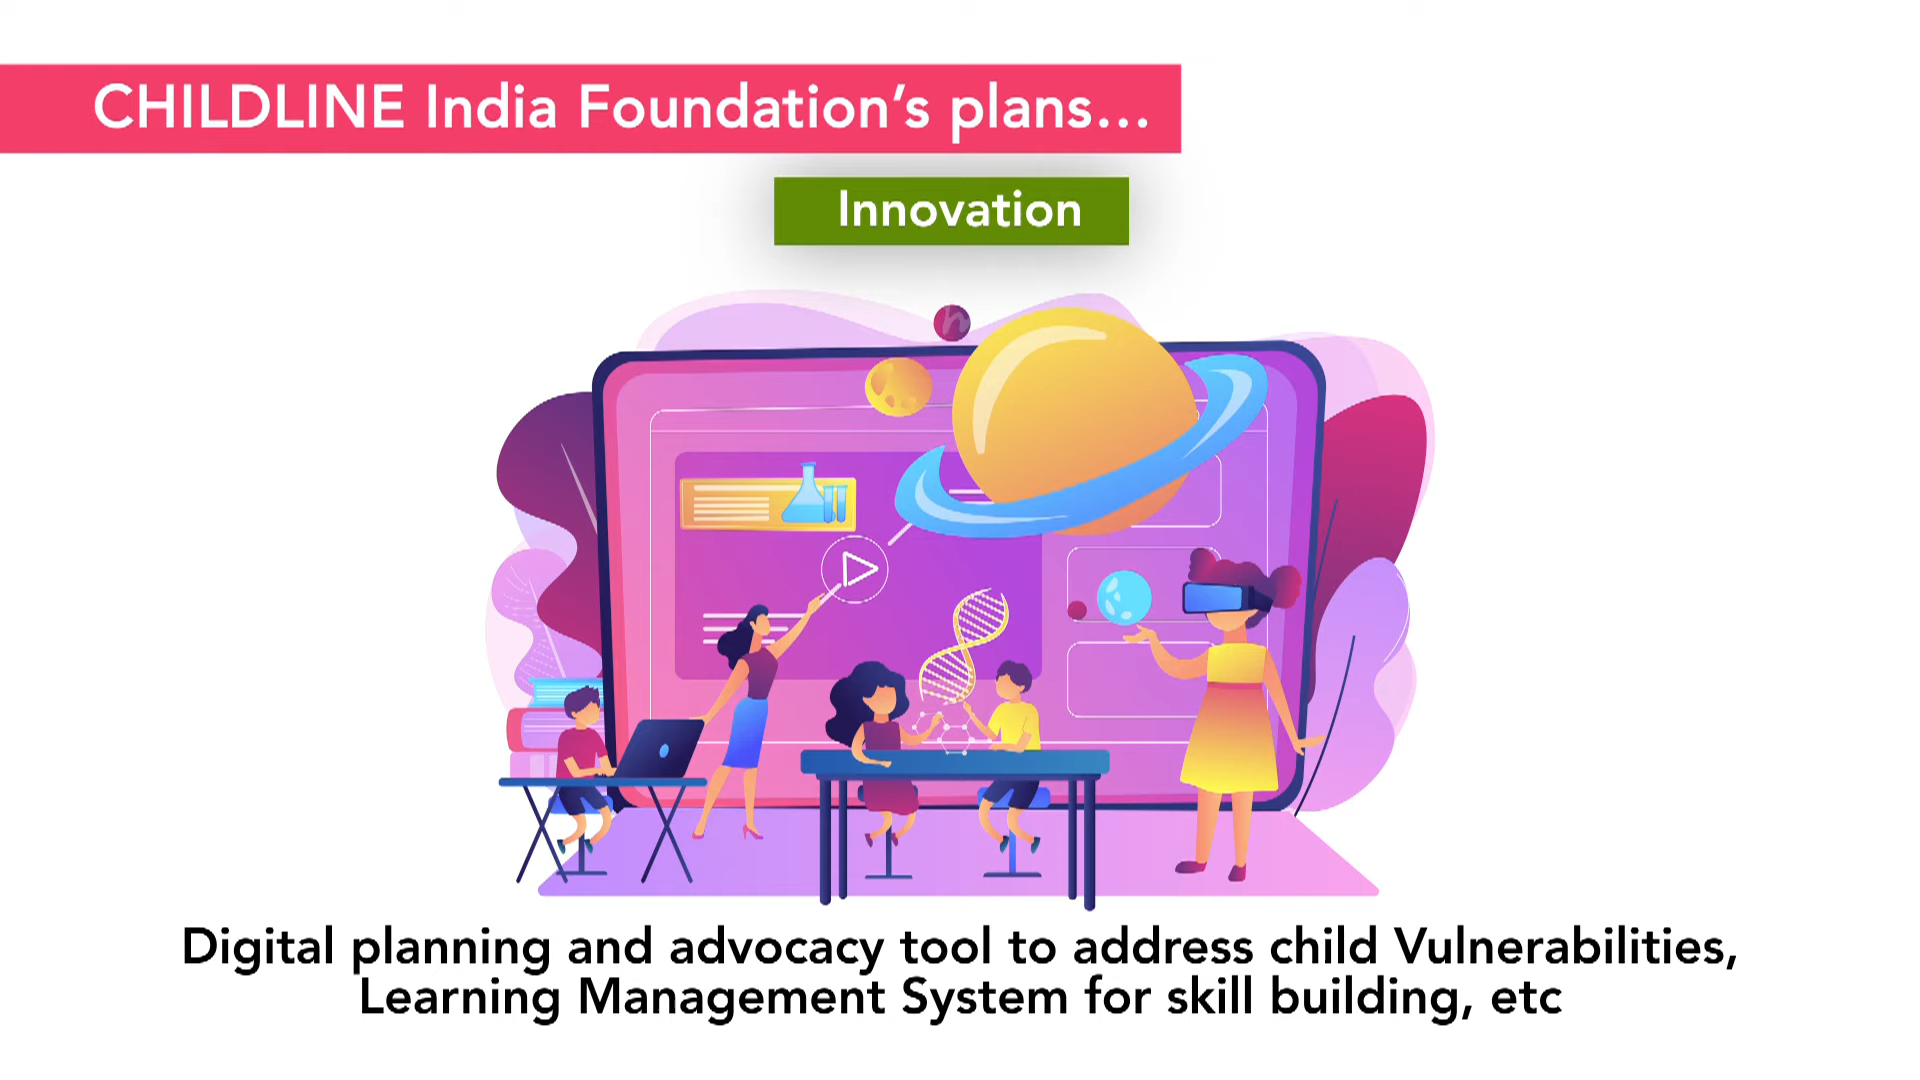 CHILDLINE India Foundation’s plans...
Innovation
Digital planning and advocacy tool to address child Vulnerabilities,
Learning Management System for skill building, etc